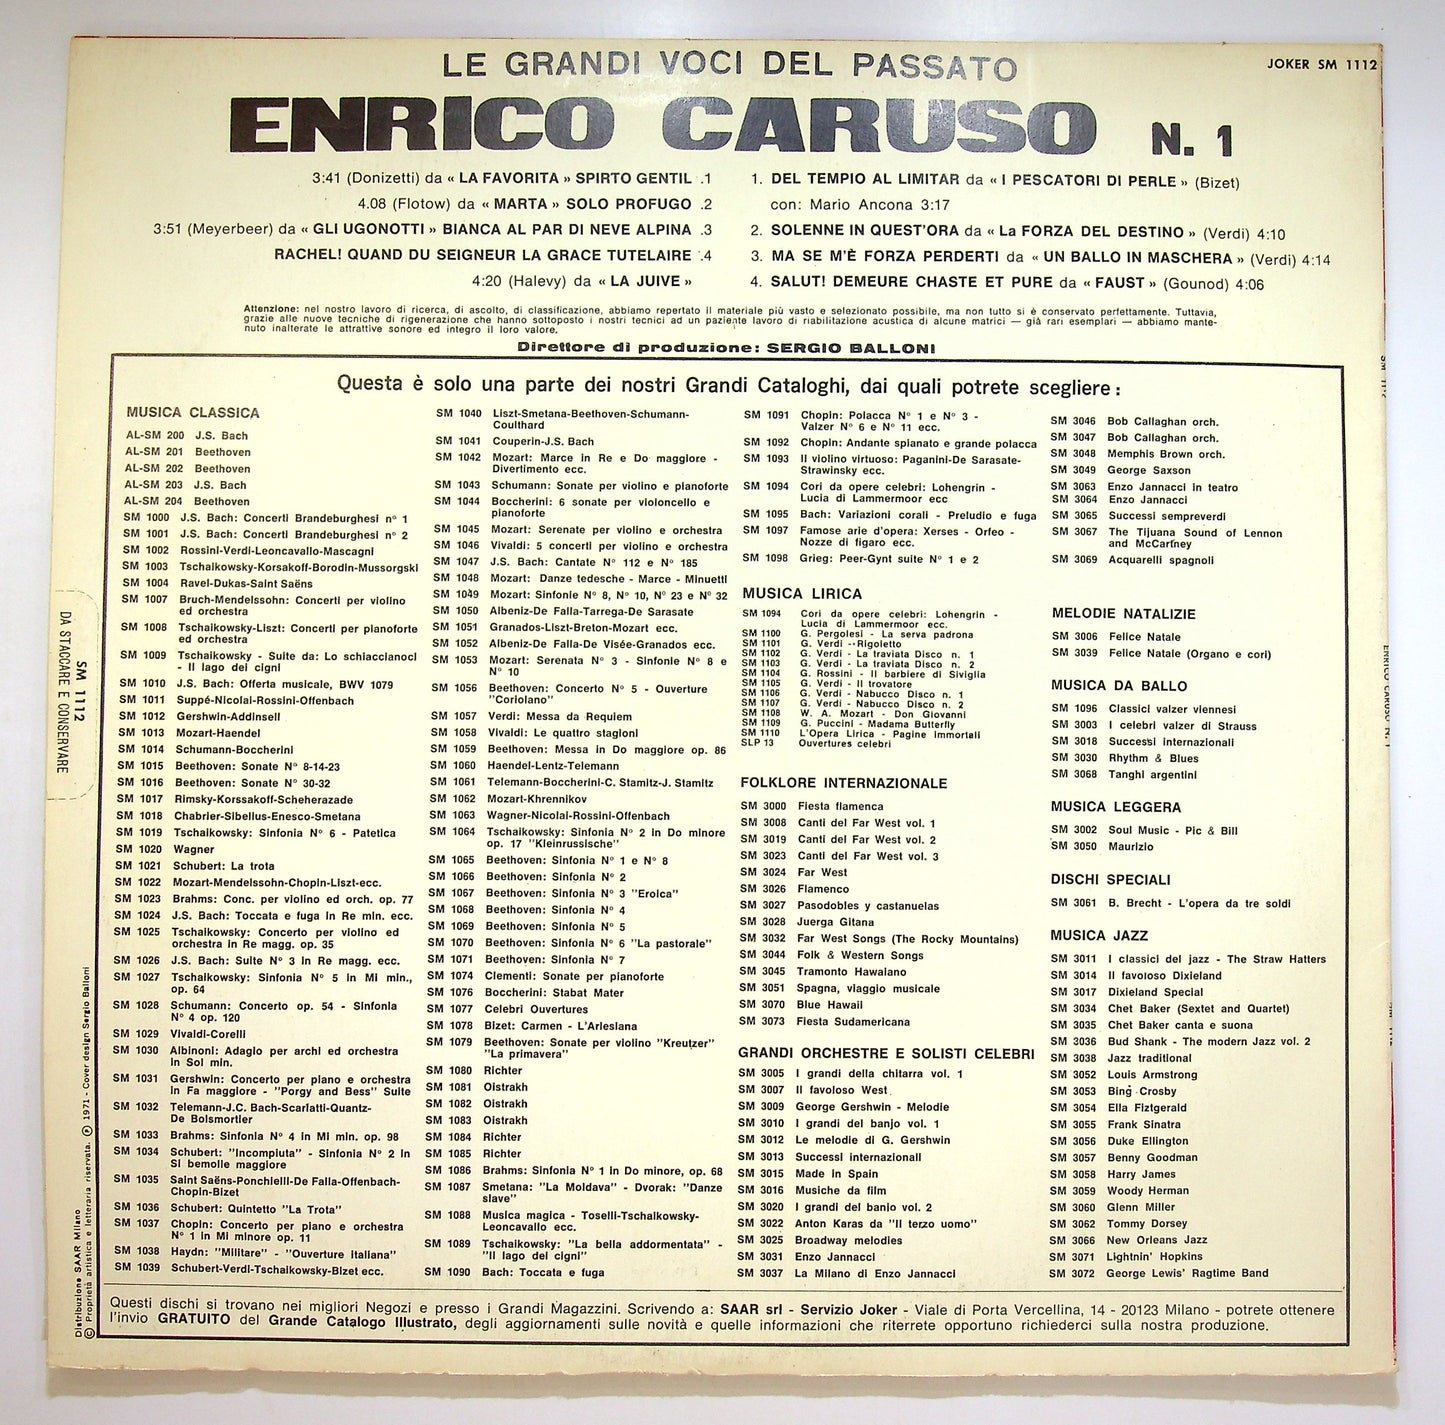 LE GRANDI VOCI DEL PASSATO
JOKER SM 1112
ENRICO CARUSO N. 1
3:41 (Donizetti) da « LA FAVORITA » SPIRTO GENTIL .1
4.08 (Flotow) da « MARTA » SOLO PROFUGO .2
3:51 (Meyerbeer) da « GLI UGONOTTI » BIANCA AL PAR DI NEVE ALPINA .3
RACHEL! QUAND DU SEIGNEUR LA GRACE TUTELAIRE .4
4:20 (Halevy) da « LA JUIVE »
1. DEL TEMPIO AL LIMITAR da « I PESCATORI DI PERLE » (Bizet)
con: Mario Ancona 3:17
2. SOLENNE IN QUEST'ORA da « La FORZA DEL DESTINO » (Verdi) 4:10
3. MA SE M'È FORZA PERDERTI da « UN BALLO IN MASCHERA » (Verdi) 4:14
4. SALUT! DEMEURE CHASTE ET PURE da « FAUST » (Gounod) 4:06
Attenzione: nel nostro lavoro di ricerca, di ascolto, di classificazione, abbiamo repertato il materiale più vasto e selezionato possibile, ma non tutto si è conservato perfettamente. Tuttavia,
grazie alle nuove tecniche di rigenerazione che hanno sottoposto i nostri tecnici ad un paziente lavoro di riabilitazione acustica di alcune matrici — già rari esemplari — abbiamo mante-
nuto inalterate le attrattive sonore ed integro il loro valore.
Direttore di produzione: SERGIO BALLONI
Questa è solo una parte dei nostri Grandi Cataloghi, dai quali potrete scegliere:
MUSICA CLASSICA
AL-SM 200 J.S. Bach
AL-SM 201 Beethoven
AL-SM 202 Beethoven
AL-SM 203 J.S. Bach
AL-SM 204 Beethoven
SM 1000 J.S. Bach: Concerti Brandeburghesi n° 1
SM 1001 J.S. Bach: Concerti Brandeburghesi n° 2
SM 1002 Rossini-Verdi-Leoncavallo-Mascagni
SM 1003 Tschaikowsky-Korsakoff-Borodin-Mussorgski
SM 1004 Ravel-Dukas-Saint Saëns
SM 1007 Bruch-Mendelssohn: Concerti per violino
ed orchestra
SM 1008 Tschaikowsky-Liszt: Concerti per pianoforte
ed orchestra
SM 1009 Tschaikowsky - Suite da: Lo schiaccianoci
- Il lago dei cigni
SM 1010 J.S. Bach: Offerta musicale, BWV 1079
SM 1011 Suppé-Nicolai-Rossini-Offenbach
SM 1012 Gershwin-Addinsell
SM 1013 Mozart-Haendel
SM 1014 Schumann-Boccherini
SM 1015 Beethoven: Sonate N° 8-14-23
SM 1016 Beethoven: Sonate N° 30-32
SM 1017 Rimsky-Korssakoff-Scheherazade
SM 1018 Chabrier-Sibelius-Enesco-Smetana
SM 1019 Tschaikowsky: Sinfonia N° 6 - Patetica
SM 1020 Wagner
SM 1021 Schubert: La trota
SM 1022 Mozart-Mendelssohn-Chopin-Liszt-ecc.
SM 1023 Brahms: Conc. per violino ed orch. op. 77
SM 1024 J.S. Bach: Toccata e fuga in Re min. ecc.
SM 1025 Tschaikowsky: Concerto per violino ed
orchestra in Re magg. op. 35
SM 1026 J.S. Bach: Suite N° 3 in Re magg. ecc.
SM 1027 Tschaikowsky: Sinfonia N° 5 in Mi min.,
op. 64
SM 1028 Schumann: Concerto op. 54 - Sinfonia
N° 4 op. 120
SM 1029 Vivaldi-Corelli
SM 1030 Albinoni: Adagio per archi ed orchestra
in Sol min.
SM 1031 Gershwin: Concerto per piano e orchestra
in Fa maggiore - "Porgy and Bess" Suite
SM 1032 Telemann-J.C. Bach-Scarlatti-Quantz-
De Boismortier
SM 1033 Brahms: Sinfonia N° 4 in Mi min. op. 98
SM 1034 Schubert: "Incompiuta" - Sinfonia N° 2 in
Si bemolle maggiore
SM 1035 Saint Saëns-Ponchielli-De Falla-Offenbach-
Chopin-Bizet
SM 1036 Schubert: Quintetto "La Trota"
SM 1037 Chopin: Concerto per piano e orchestra
N° 1 in Mi minore op. 11
SM 1038 Haydn: "Militare" - "Ouverture italiana"
SM 1039 Schubert-Verdi-Tschaikowsky-Bizet ecc.
SM 1040 Liszt-Smetana-Beethoven-Schumann-
Coulthard
SM 1041 Couperin-J.S. Bach
SM 1042 Mozart: Marce in Re e Do maggiore -
Divertimento ecc.
SM 1043 Schumann: Sonate per violino e pianoforte
SM 1044 Boccherini: 6 sonate per violoncello e
pianoforte
SM 1045 Mozart: Serenate per violino e orchestra
SM 1046 Vivaldi: 5 concerti per violino e orchestra
SM 1047 J.S. Bach: Cantate N° 112 e N° 185
SM 1048 Mozart: Danze tedesche - Marce - Minuetti
SM 1049 Mozart: Sinfonie N° 8, N° 10, N° 23 e N° 32
SM 1050 Albeniz-De Falla-Tarrega-De Sarasate
SM 1051 Granados-Liszt-Breton-Mozart ecc.
SM 1052 Albeniz-De Falla-De Visée-Granados ecc.
SM 1053 Mozart: Serenata N° 3 - Sinfonie N° 8 e
N° 10
SM 1056 Beethoven: Concerto N° 5 - Ouverture
"Coriolano"
SM 1057 Verdi: Messa da Requiem
SM 1058 Vivaldi: Le quattro stagioni
SM 1059 Beethoven: Messa in Do maggiore op. 86
SM 1060 Haendel-Lentz-Telemann
SM 1061 Telemann-Boccherini-C. Stamitz-J. Stamitz
SM 1062 Mozart-Khrennikov
SM 1063 Wagner-Nicolai-Rossini-Offenbach
SM 1064 Tschaikowsky: Sinfonia N° 2 in Do minore
op. 17 "Kleinrussische"
SM 1065 Beethoven: Sinfonia N° 1 e N° 8
SM 1066 Beethoven: Sinfonia N° 2
SM 1067 Beethoven: Sinfonia N° 3 "Eroica"
SM 1068 Beethoven: Sinfonia N° 4
SM 1069 Beethoven: Sinfonia N° 5
SM 1070 Beethoven: Sinfonia N° 6 "La pastorale"
SM 1071 Beethoven: Sinfonia N° 7
SM 1074 Clementi: Sonate per pianoforte
SM 1076 Boccherini: Stabat Mater
SM 1077 Celebri Ouvertures
SM 1078 Bizet: Carmen - L'Arlesiana
SM 1079 Beethoven: Sonate per violino "Kreutzer"
"La primavera"
SM 1080 Richter
SM 1081 Oistrakh
SM 1082 Oistrakh
SM 1083 Oistrakh
SM 1084 Richter
SM 1085 Richter
SM 1086 Brahms: Sinfonia N° 1 in Do minore, op. 68
SM 1087 Smetana: "La Moldava" - Dvorak: "Danze
slave"
SM 1088 Musica magica - Toselli-Tschaikowsky-
Leoncavallo ecc.
SM 1089 Tschaikowsky: "La bella addormentata" -
"Il lago dei cigni"
SM 1090 Bach: Toccata e fuga
SM 1091 Chopin: Polacca N° 1 e N° 3 -
Valzer N° 6 e N° 11 ecc.
SM 1092 Chopin: Andante spianato e grande polacca
SM 1093 Il violino virtuoso: Paganini-De Sarasate-
Strawinsky ecc.
SM 1094 Cori da opere celebri: Lohengrin -
Lucia di Lammermoor ecc
SM 1095 Bach: Variazioni corali - Preludio e fuga
SM 1097 Famose arie d'opera: Xerses - Orfeo -
Nozze di figaro ecc.
SM 1098 Grieg: Peer-Gynt suite N° 1 e 2
MUSICA LIRICA
SM 1094 Cori da opere celebri: Lohengrin -
Lucia di Lammermoor ecc.
SM 1100 G. Pergolesi - La serva padrona
SM 1101 G. Verdi - Rigoletto
SM 1102 G. Verdi - La traviata Disco n. 1
SM 1103 G. Verdi - La traviata Disco n. 2
SM 1104 G. Rossini - Il barbiere di Siviglia
SM 1105 G. Verdi - Il trovatore
SM 1106 G. Verdi - Nabucco Disco n. 1
SM 1107 G. Verdi - Nabucco Disco n. 2
SM 1108 W. A. Mozart - Don Giovanni
SM 1109 G. Puccini - Madama Butterfly
SM 1110 L'Opera Lirica - Pagine immortali
SLP 13 Ouvertures celebri
FOLKLORE INTERNAZIONALE
SM 3000 Fiesta flamenca
SM 3008 Canti del Far West vol. 1
SM 3019 Canti del Far West vol. 2
SM 3023 Canti del Far West vol. 3
SM 3024 Far West
SM 3026 Flamenco
SM 3027 Pasodobles y castanuelas
SM 3028 Juerga Gitana
SM 3032 Far West Songs (The Rocky Mountains)
SM 3044 Folk & Western Songs
SM 3045 Tramonto Hawaiano
SM 3051 Spagna, viaggio musicale
SM 3070 Blue Hawaii
SM 3073 Fiesta Sudamericana
GRANDI ORCHESTRE E SOLISTI CELEBRI
SM 3005 I grandi della chitarra vol. 1
SM 3007 Il favoloso West
SM 3009 George Gershwin - Melodie
SM 3010 I grandi del banjo vol. 1
SM 3012 Le melodie di G. Gershwin
SM 3013 Successi internazionali
SM 3015 Made in Spain
SM 3016 Musiche da film
SM 3020 I grandi del banjo vol. 2
SM 3022 Anton Karas da "Il terzo uomo"
SM 3025 Broadway melodies
SM 3031 Enzo Jannacci
SM 3037 La Milano di Enzo Jannacci
SM 3046 Bob Callaghan orch.
SM 3047 Bob Callaghan orch.
SM 3048 Memphis Brown orch.
SM 3049 George Saxson
SM 3063 Enzo Jannacci in teatro
SM 3064 Enzo Jannacci
SM 3065 Successi sempreverdi
SM 3067 The Tijuana Sound of Lennon
and McCartney
SM 3069 Acquarelli spagnoli
MELODIE NATALIZIE
SM 3006 Felice Natale
SM 3039 Felice Natale (Organo e cori)
MUSICA DA BALLO
SM 1096 Classici valzer viennesi
SM 3003 I celebri valzer di Strauss
SM 3018 Successi internazionali
SM 3030 Rhythm & Blues
SM 3068 Tanghi argentini
MUSICA LEGGERA
SM 3002 Soul Music - Pic & Bill
SM 3050 Maurizio
DISCHI SPECIALI
SM 3061 B. Brecht - L'opera da tre soldi
MUSICA JAZZ
SM 3011 I classici del jazz - The Straw Hatters
SM 3014 Il favoloso Dixieland
SM 3017 Dixieland Special
SM 3034 Chet Baker (Sextet and Quartet)
SM 3035 Chet Baker canta e suona
SM 3036 Bud Shank - The modern Jazz vol. 2
SM 3038 Jazz traditional
SM 3052 Louis Armstrong
SM 3053 Bing Crosby
SM 3054 Ella Fiztgerald
SM 3055 Frank Sinatra
SM 3056 Duke Ellington
SM 3057 Benny Goodman
SM 3058 Harry James
SM 3059 Woody Herman
SM 3060 Glenn Miller
SM 3062 Tommy Dorsey
SM 3066 New Orleans Jazz
SM 3071 Lightnin' Hopkins
SM 3072 George Lewis' Ragtime Band
Questi dischi si trovano nei migliori Negozi e presso i Grandi Magazzini. Scrivendo a: SAAR srl - Servizio Joker - Viale di Porta Vercellina, 14 - 20123 Milano - potrete ottenere
l'invio GRATUITO del Grande Catalogo Illustrato, degli aggiornamenti sulle novità e quelle informazioni che riterrete opportuno richiederci sulla nostra produzione.
SM 1112
DA STACCARE E CONSERVARE
Distribuzione SAAR Milano
© Proprietà artistica e letteraria riservata. ℗ 1971 - Cover design Sergio Balloni
ENRICO CARUSO N. 1